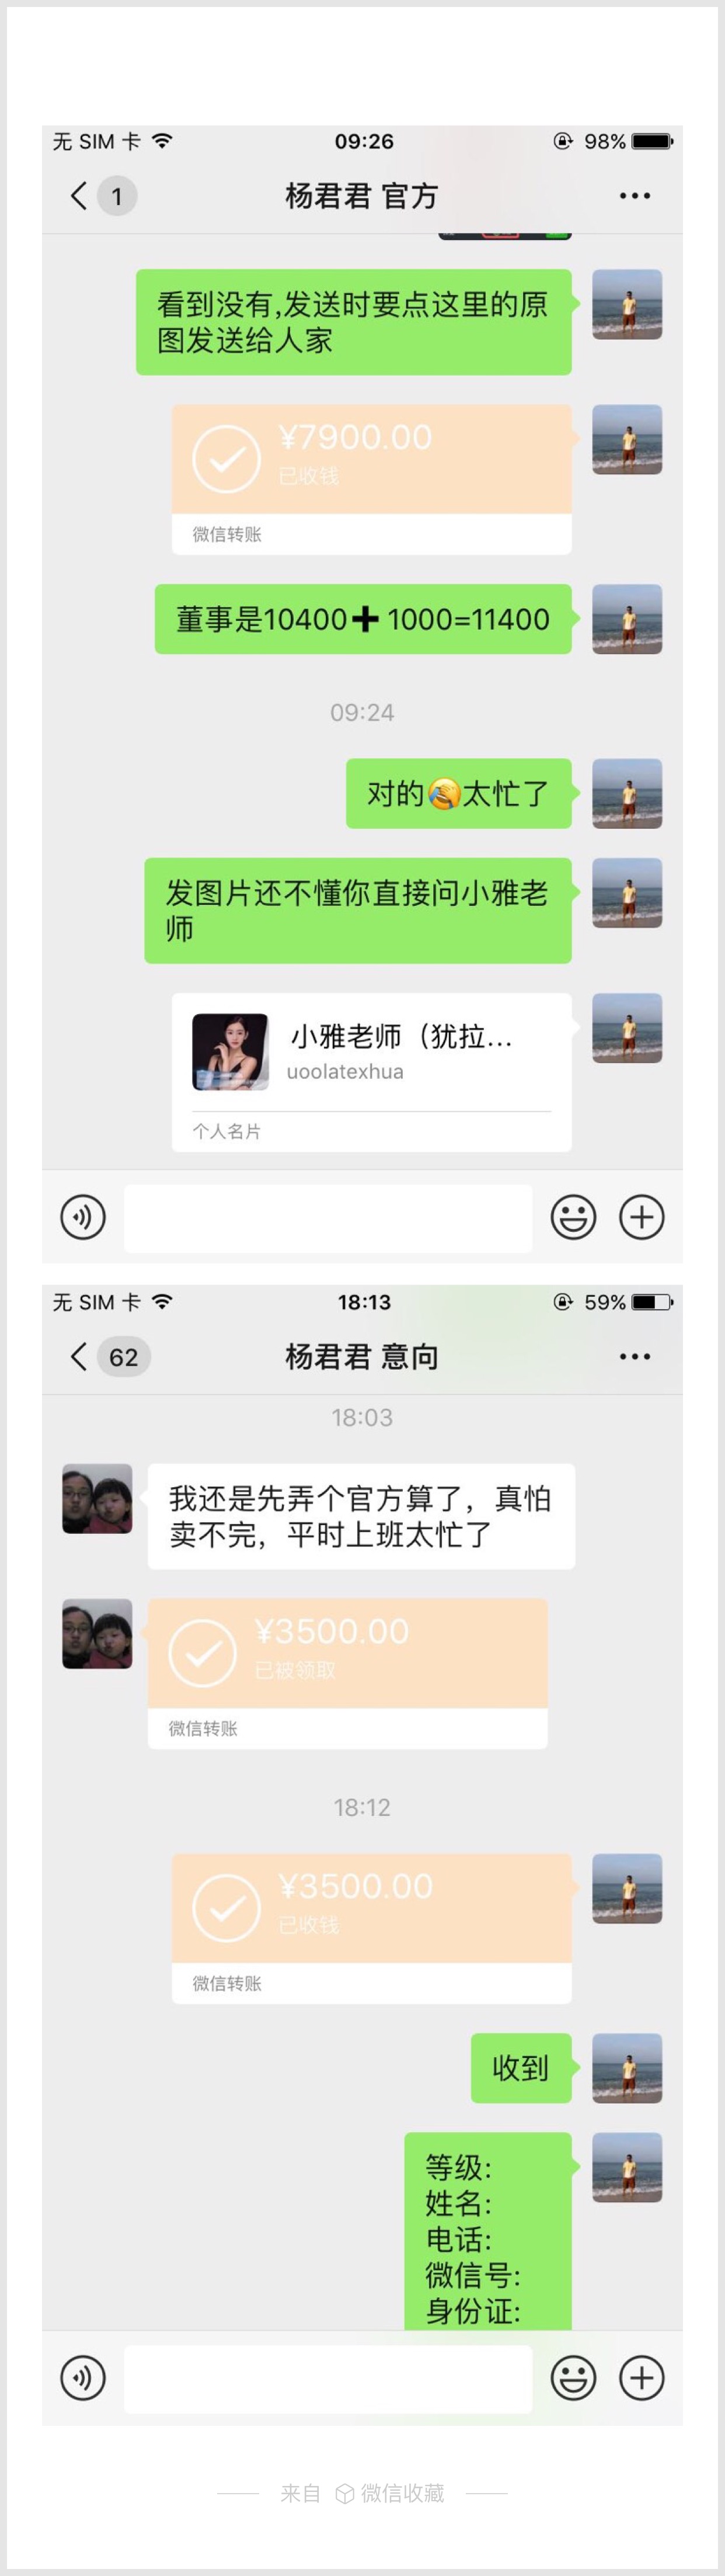 无 SIM 卡
09:26
98%
1
杨君君 官方
看到没有,发送时要点这里的原
图发送给人家
¥7900.00
已收钱
微信转账
董事是10400➕ 1000=11400
09:24
对的🤦太忙了
发图片还不懂你直接问小雅老
师
小雅老师（犹拉...
uoolatexhua
个人名片
无 SIM 卡
18:13
59%
62
杨君君 意向
18:03
我还是先弄个官方算了，真怕
卖不完，平时上班太忙了
¥3500.00
已被领取
微信转账
18:12
¥3500.00
已收钱
微信转账
收到
等级:
姓名:
电话:
微信号:
身份证:
来自 微信收藏